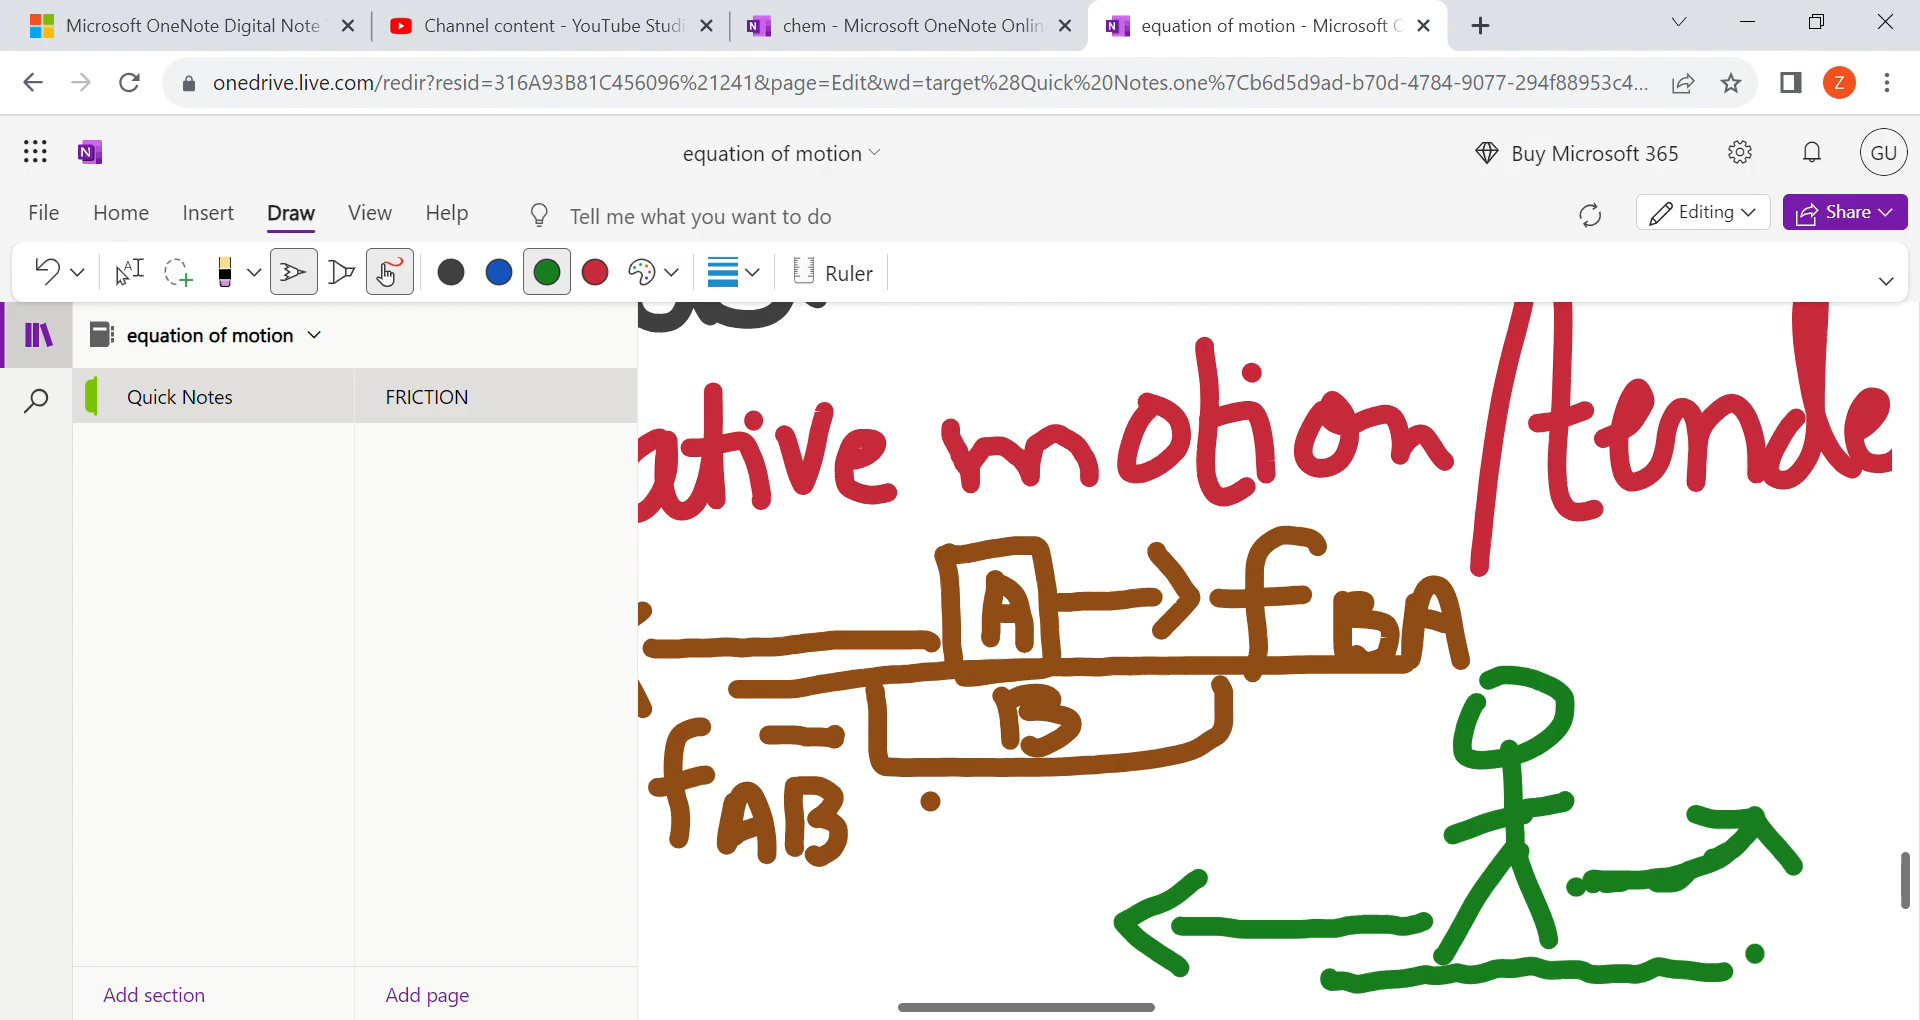 Microsoft OneNote Digital Note
Channel content - YouTube Studi
chem - Microsoft OneNote Onlin
equation of motion - Microsoft C
onedrive.live.com/redir?resid=316A93B81C456096%21241&page=Edit&wd=target%28Quick%20Notes.one%7Cb6d5d9ad-b70d-4784-9077-294f88953c4...
Z
N
equation of motion
Buy Microsoft 365
GU
File Home Insert Draw View Help
Tell me what you want to do
Editing
Share
Ruler
equation of motion
Quick Notes
FRICTION
ative motion/tende
A
fBA
B
fAB
Add section
Add page